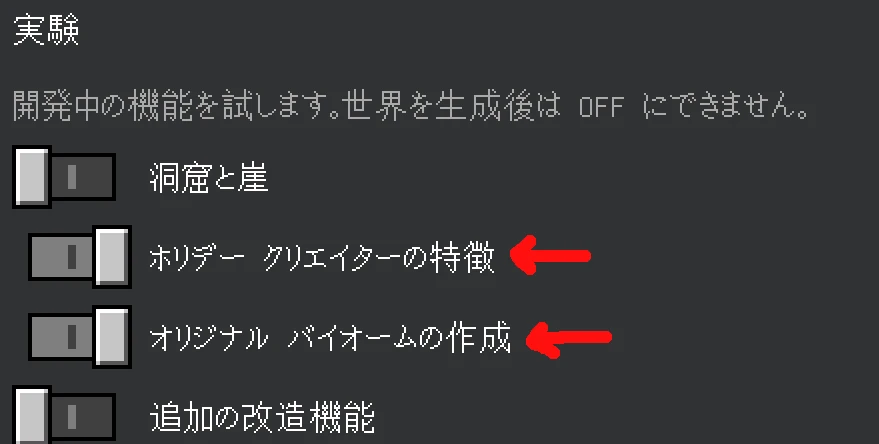 実験
開発中の機能を試します。世界を生成後は OFF にできません。
洞窟と崖
ホリデー クリエイターの特徴
オリジナル バイオームの作成
追加の改造機能